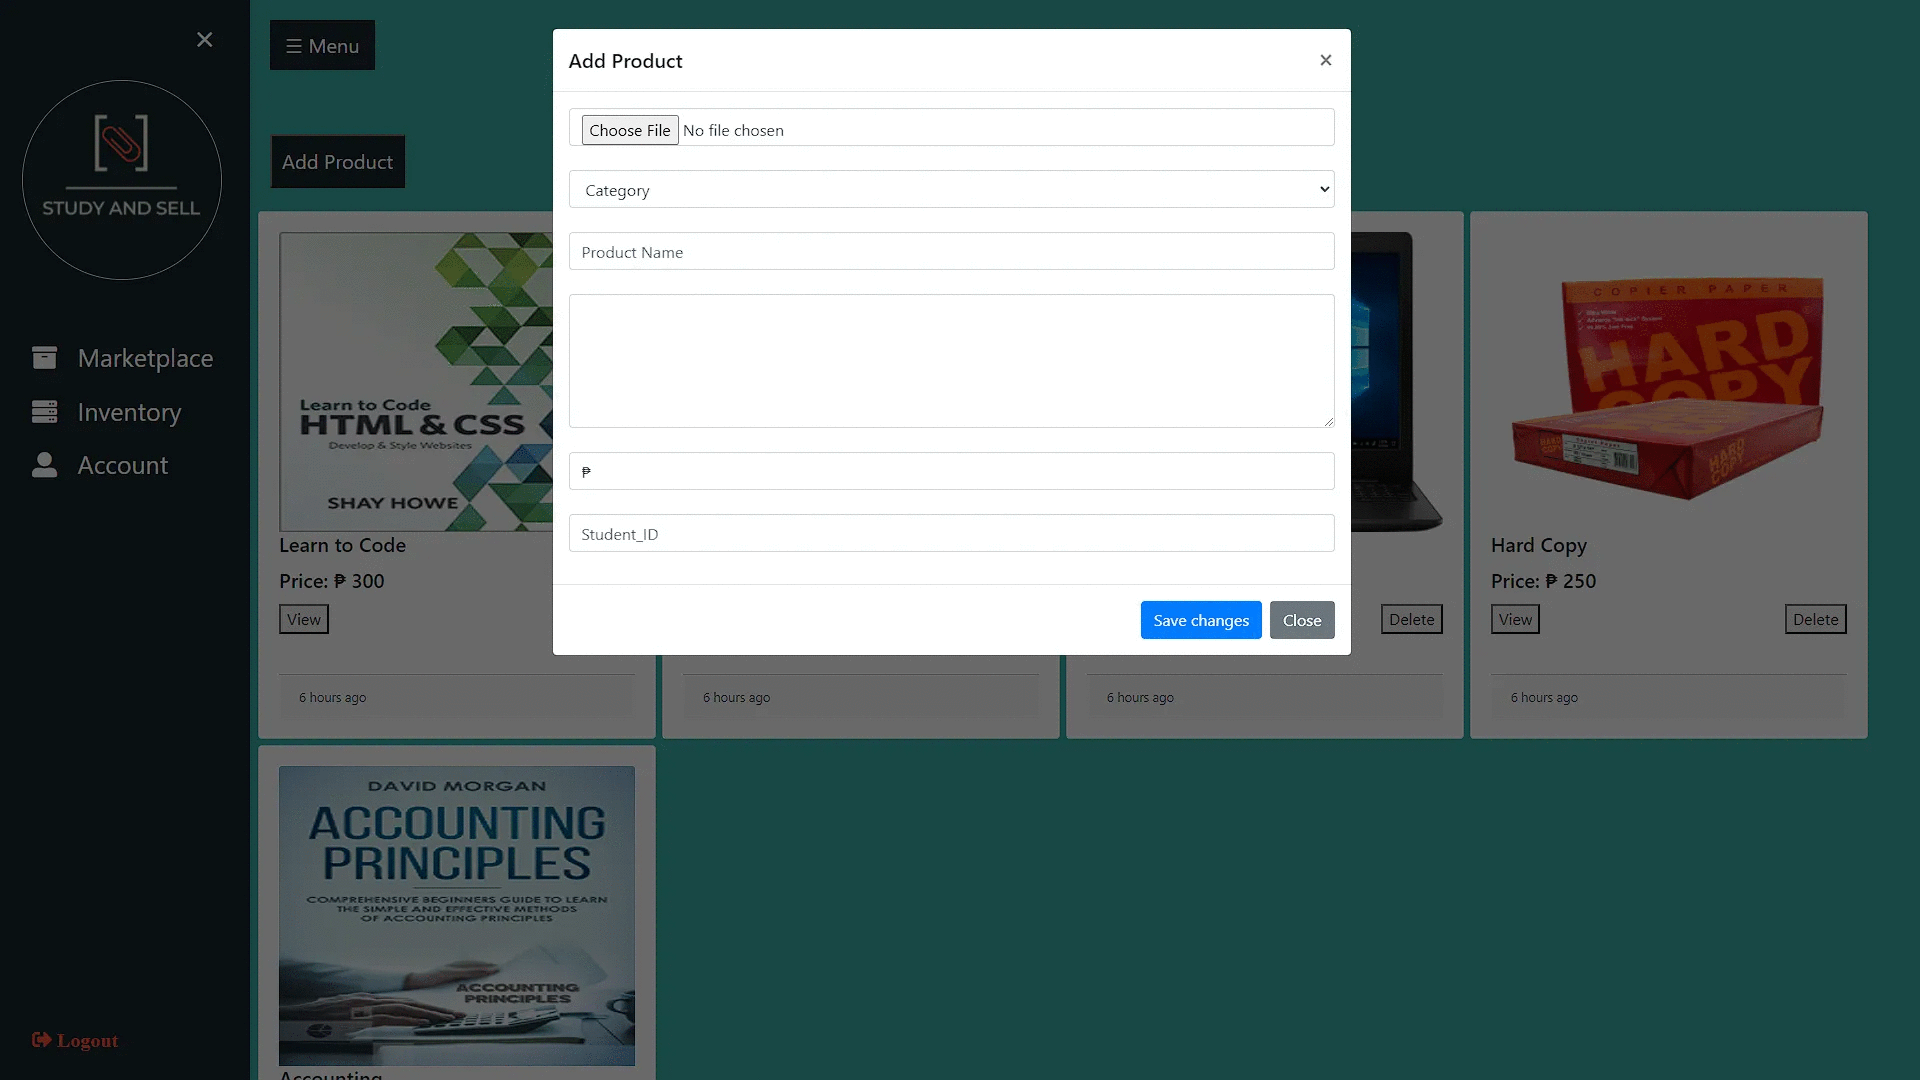 ×
STUDY AND SELL
Marketplace
Inventory
Account
Logout
☰ Menu
Add Product
Add Product
×
Choose File No file chosen
Category
Product Name
₱
Student_ID
Save changes
Close
Learn to Code
HTML & CSS
Develop & Style Websites
SHAY HOWE
Learn to Code
Price: ₱ 300
View
6 hours ago
6 hours ago
Delete
6 hours ago
COPIER PAPER
HARD
COPY
HARD
COPY
Hard Copy
Price: ₱ 250
View
Delete
6 hours ago
DAVID MORGAN
ACCOUNTING
PRINCIPLES
COMPREHENSIVE BEGINNERS GUIDE TO LEARN
THE SIMPLE AND EFFECTIVE METHODS
OF ACCOUNTING PRINCIPLES
ACCOUNTING
PRINCIPLES
Accounting